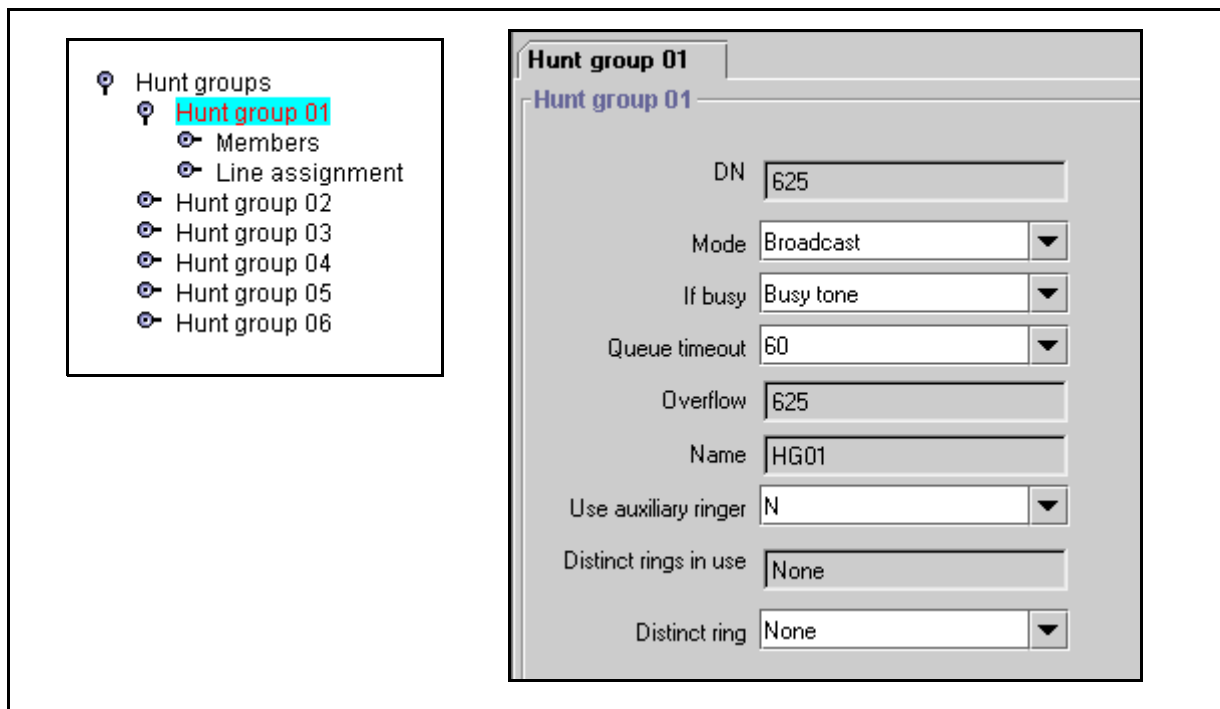 Hunt groups
Hunt group 01
Members
Line assignment
Hunt group 02
Hunt group 03
Hunt group 04
Hunt group 05
Hunt group 06
Hunt group 01
Hunt group 01
DN 625
Mode Broadcast
If busy Busy tone
Queue timeout 60
Overflow 625
Name HG01
Use auxiliary ringer N
Distinct rings in use None
Distinct ring None